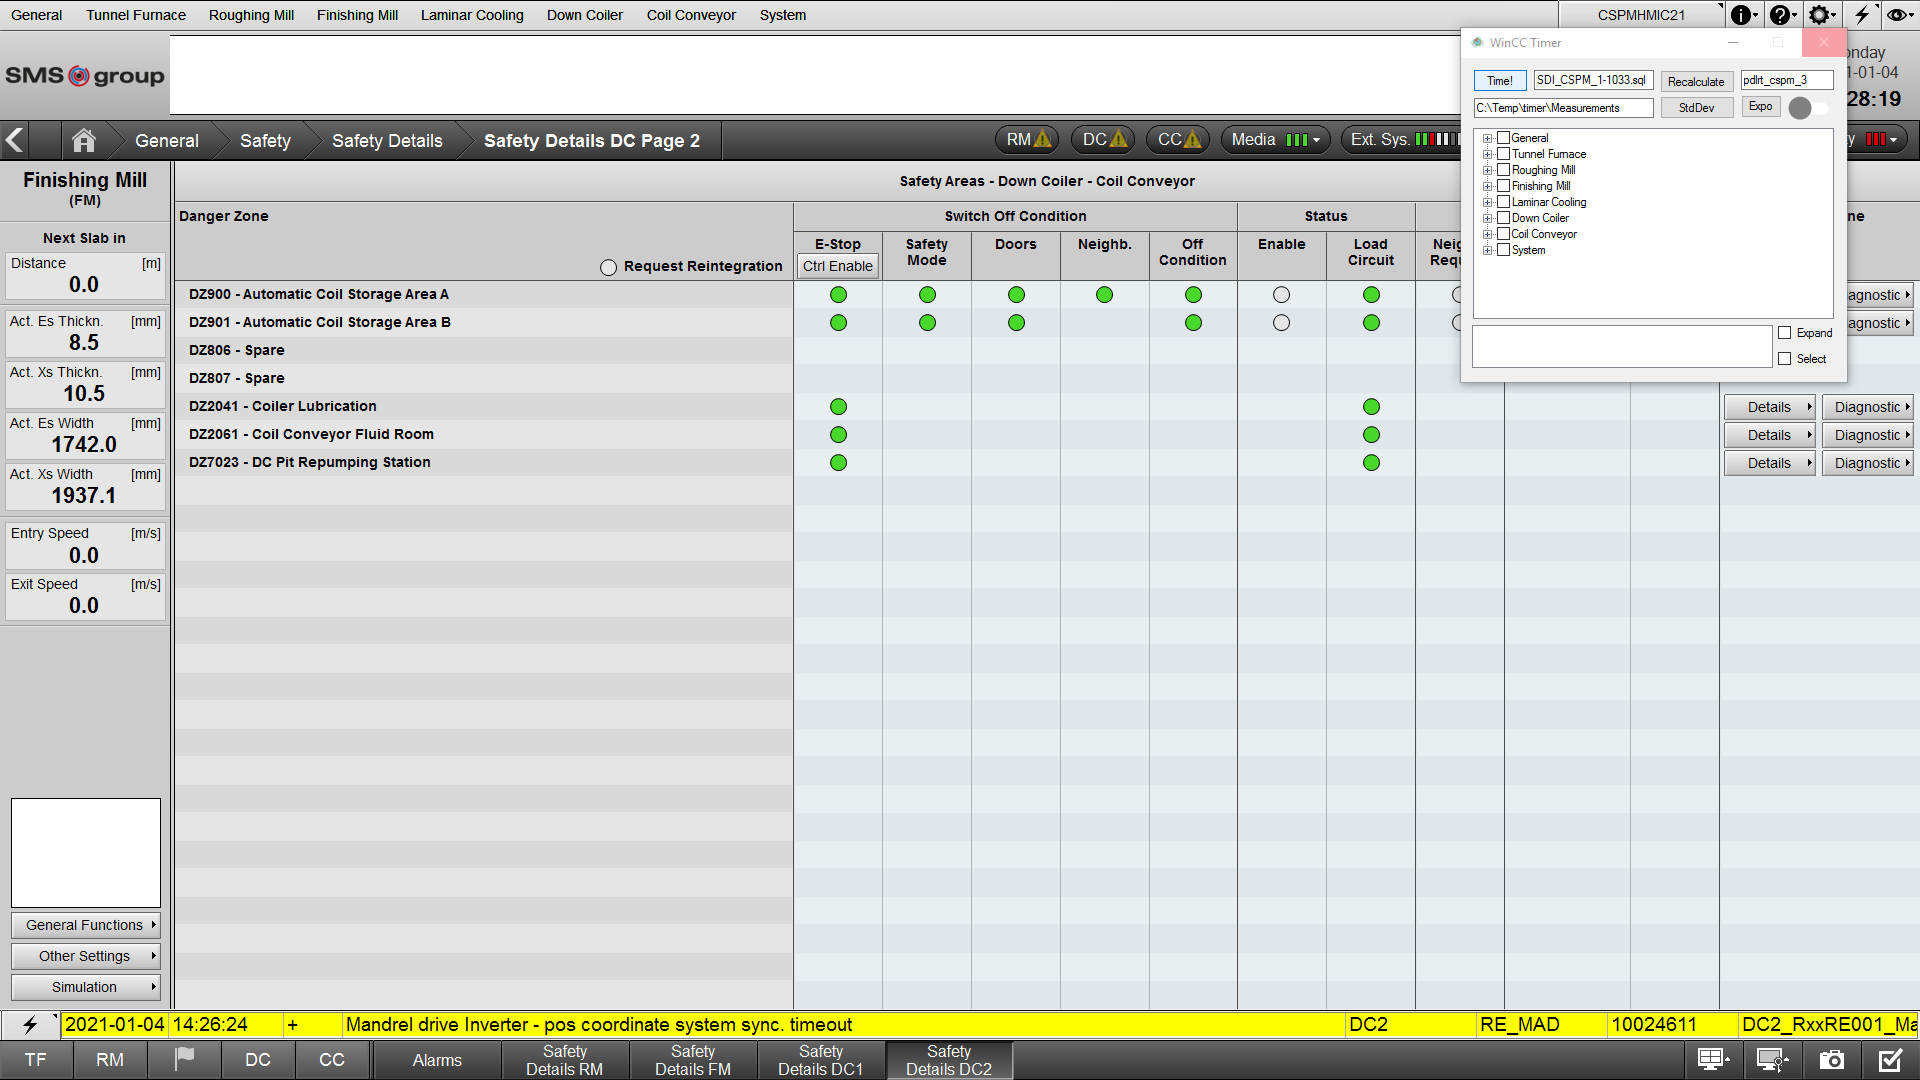 General Tunnel Furnace Roughing Mill Finishing Mill Laminar Cooling Down Coiler Coil Conveyor System CSPMHMIC21
WinCC Timer
SMS group
onday
1-01-04
28:19
Time! SDI_CSPM_1-1033.sql Recalculate pdlrt_cspm_3
C:\Temp\timer\Measurements StdDev Expo
General
Tunnel Furnace
Roughing Mill
Finishing Mill
Laminar Cooling
Down Coiler
Coil Conveyor
System
Expand
Select
General Safety Safety Details Safety Details DC Page 2 RM DC CC Media Ext. Sys. y
Finishing Mill
(FM)
Next Slab in
Distance [m]
0.0
Act. Es Thickn. [mm]
8.5
Act. Xs Thickn. [mm]
10.5
Act. Es Width [mm]
1742.0
Act. Xs Width [mm]
1937.1
Entry Speed [m/s]
0.0
Exit Speed [m/s]
0.0
General Functions
Other Settings
Simulation
Safety Areas - Down Coiler - Coil Conveyor
Danger Zone Switch Off Condition Status ne
Request Reintegration
E-Stop
Ctrl Enable
Safety
Mode
Doors
Neighb.
Off
Condition
Enable
Load
Circuit
Neig
Requ
DZ900 - Automatic Coil Storage Area A agnostic
DZ901 - Automatic Coil Storage Area B agnostic
DZ806 - Spare
DZ807 - Spare
DZ2041 - Coiler Lubrication Details Diagnostic
DZ2061 - Coil Conveyor Fluid Room Details Diagnostic
DZ7023 - DC Pit Repumping Station Details Diagnostic
2021-01-04 14:26:24 + Mandrel drive Inverter - pos coordinate system sync. timeout DC2 RE_MAD 10024611 DC2_RxxRE001_Ma
TF RM DC CC Alarms
Safety
Details RM
Safety
Details FM
Safety
Details DC1
Safety
Details DC2